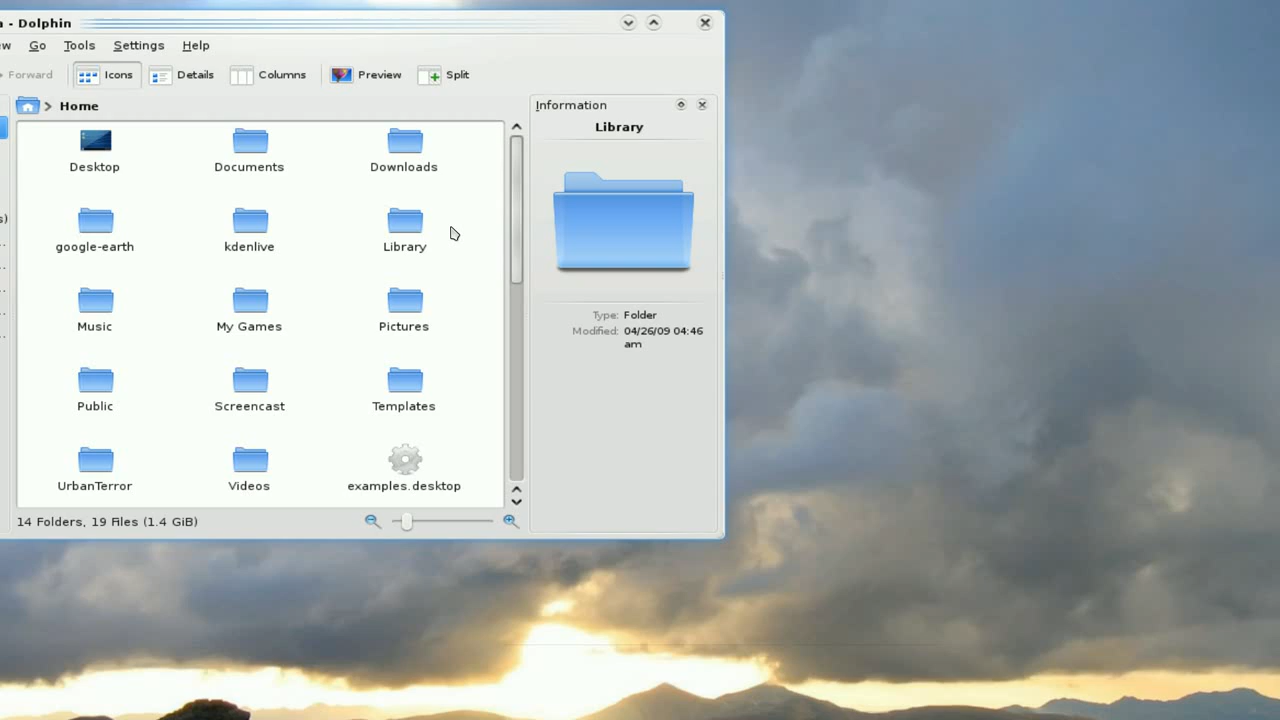 - Dolphin
Go Tools Settings Help
Forward Icons Details Columns Preview Split
Home
Information
Library
Desktop Documents Downloads
google-earth kdenlive Library
Music My Games Pictures
Type: Folder
Modified: 04/26/09 04:46
am
Public Screencast Templates
UrbanTerror Videos examples.desktop
14 Folders, 19 Files (1.4 GiB)